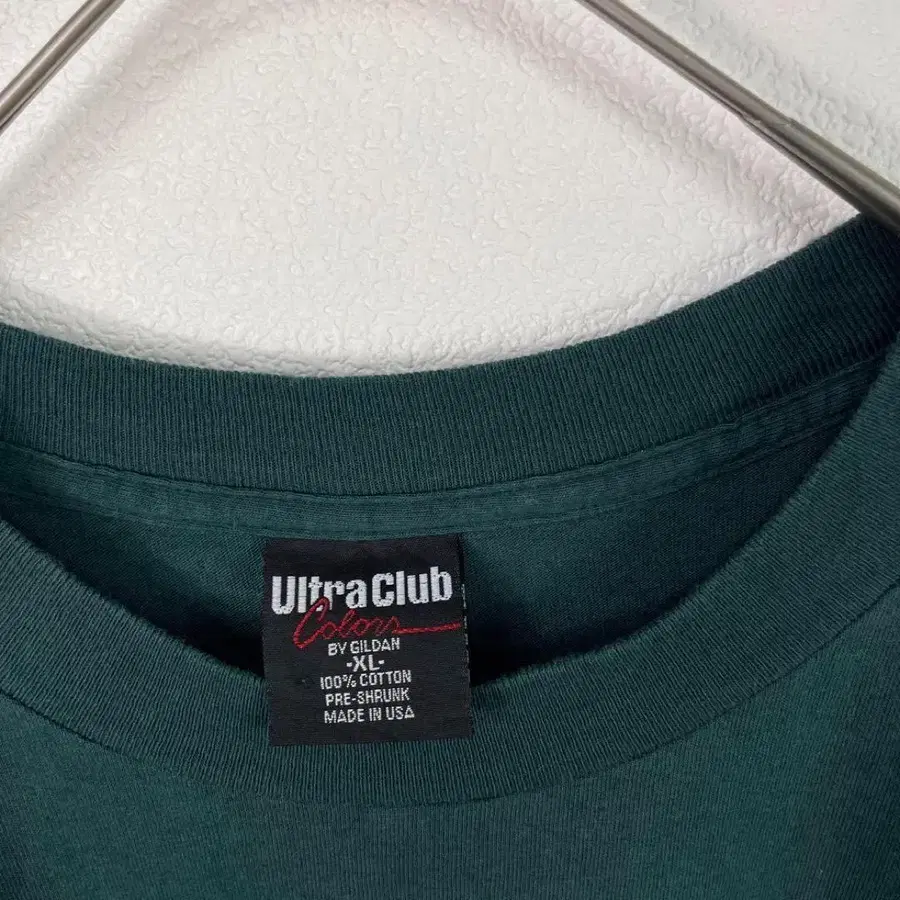 Ultra Club
Colors
BY GILDAN
-XL-
100% COTTON
PRE-SHRUNK
MADE IN USA